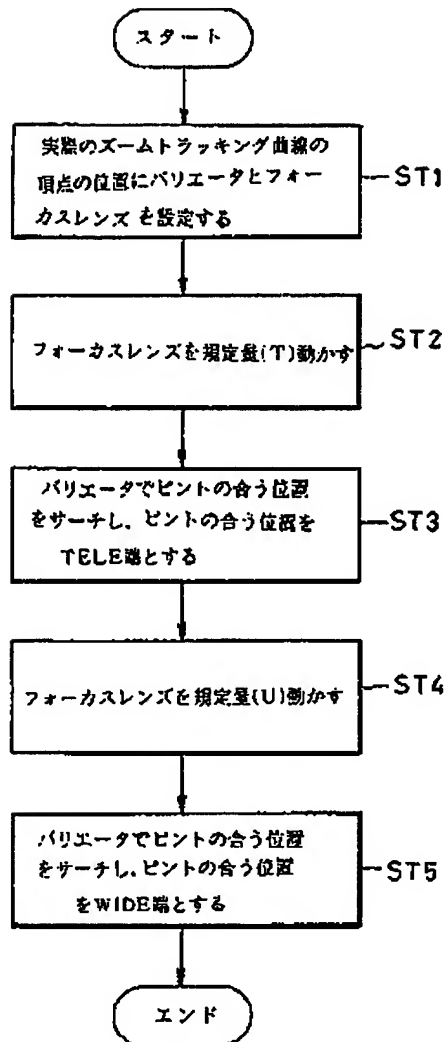 スタート
実際のズームトラッキング曲線の
頂点の位置にバリエータとフォー
カスレンズを設定する
ST1
フォーカスレンズを規定量(T)動かす
ST2
バリエータでピントの合う位置
をサーチし、ピントの合う位置を
TELE端とする
ST3
フォーカスレンズを規定量(U)動かす
ST4
バリエータでピントの合う位置
をサーチし、ピントの合う位置
をWIDE端とする
ST5
エンド